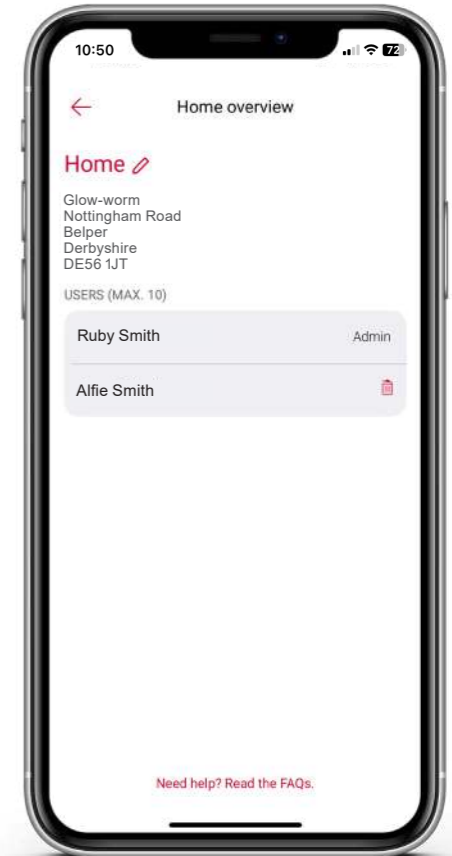 10:50
72
Home overview
Home
Glow-worm
Nottingham Road
Belper
Derbyshire
DE56 1JT
USERS (MAX. 10)
Ruby Smith Admin
Alfie Smith
Need help? Read the FAQs.